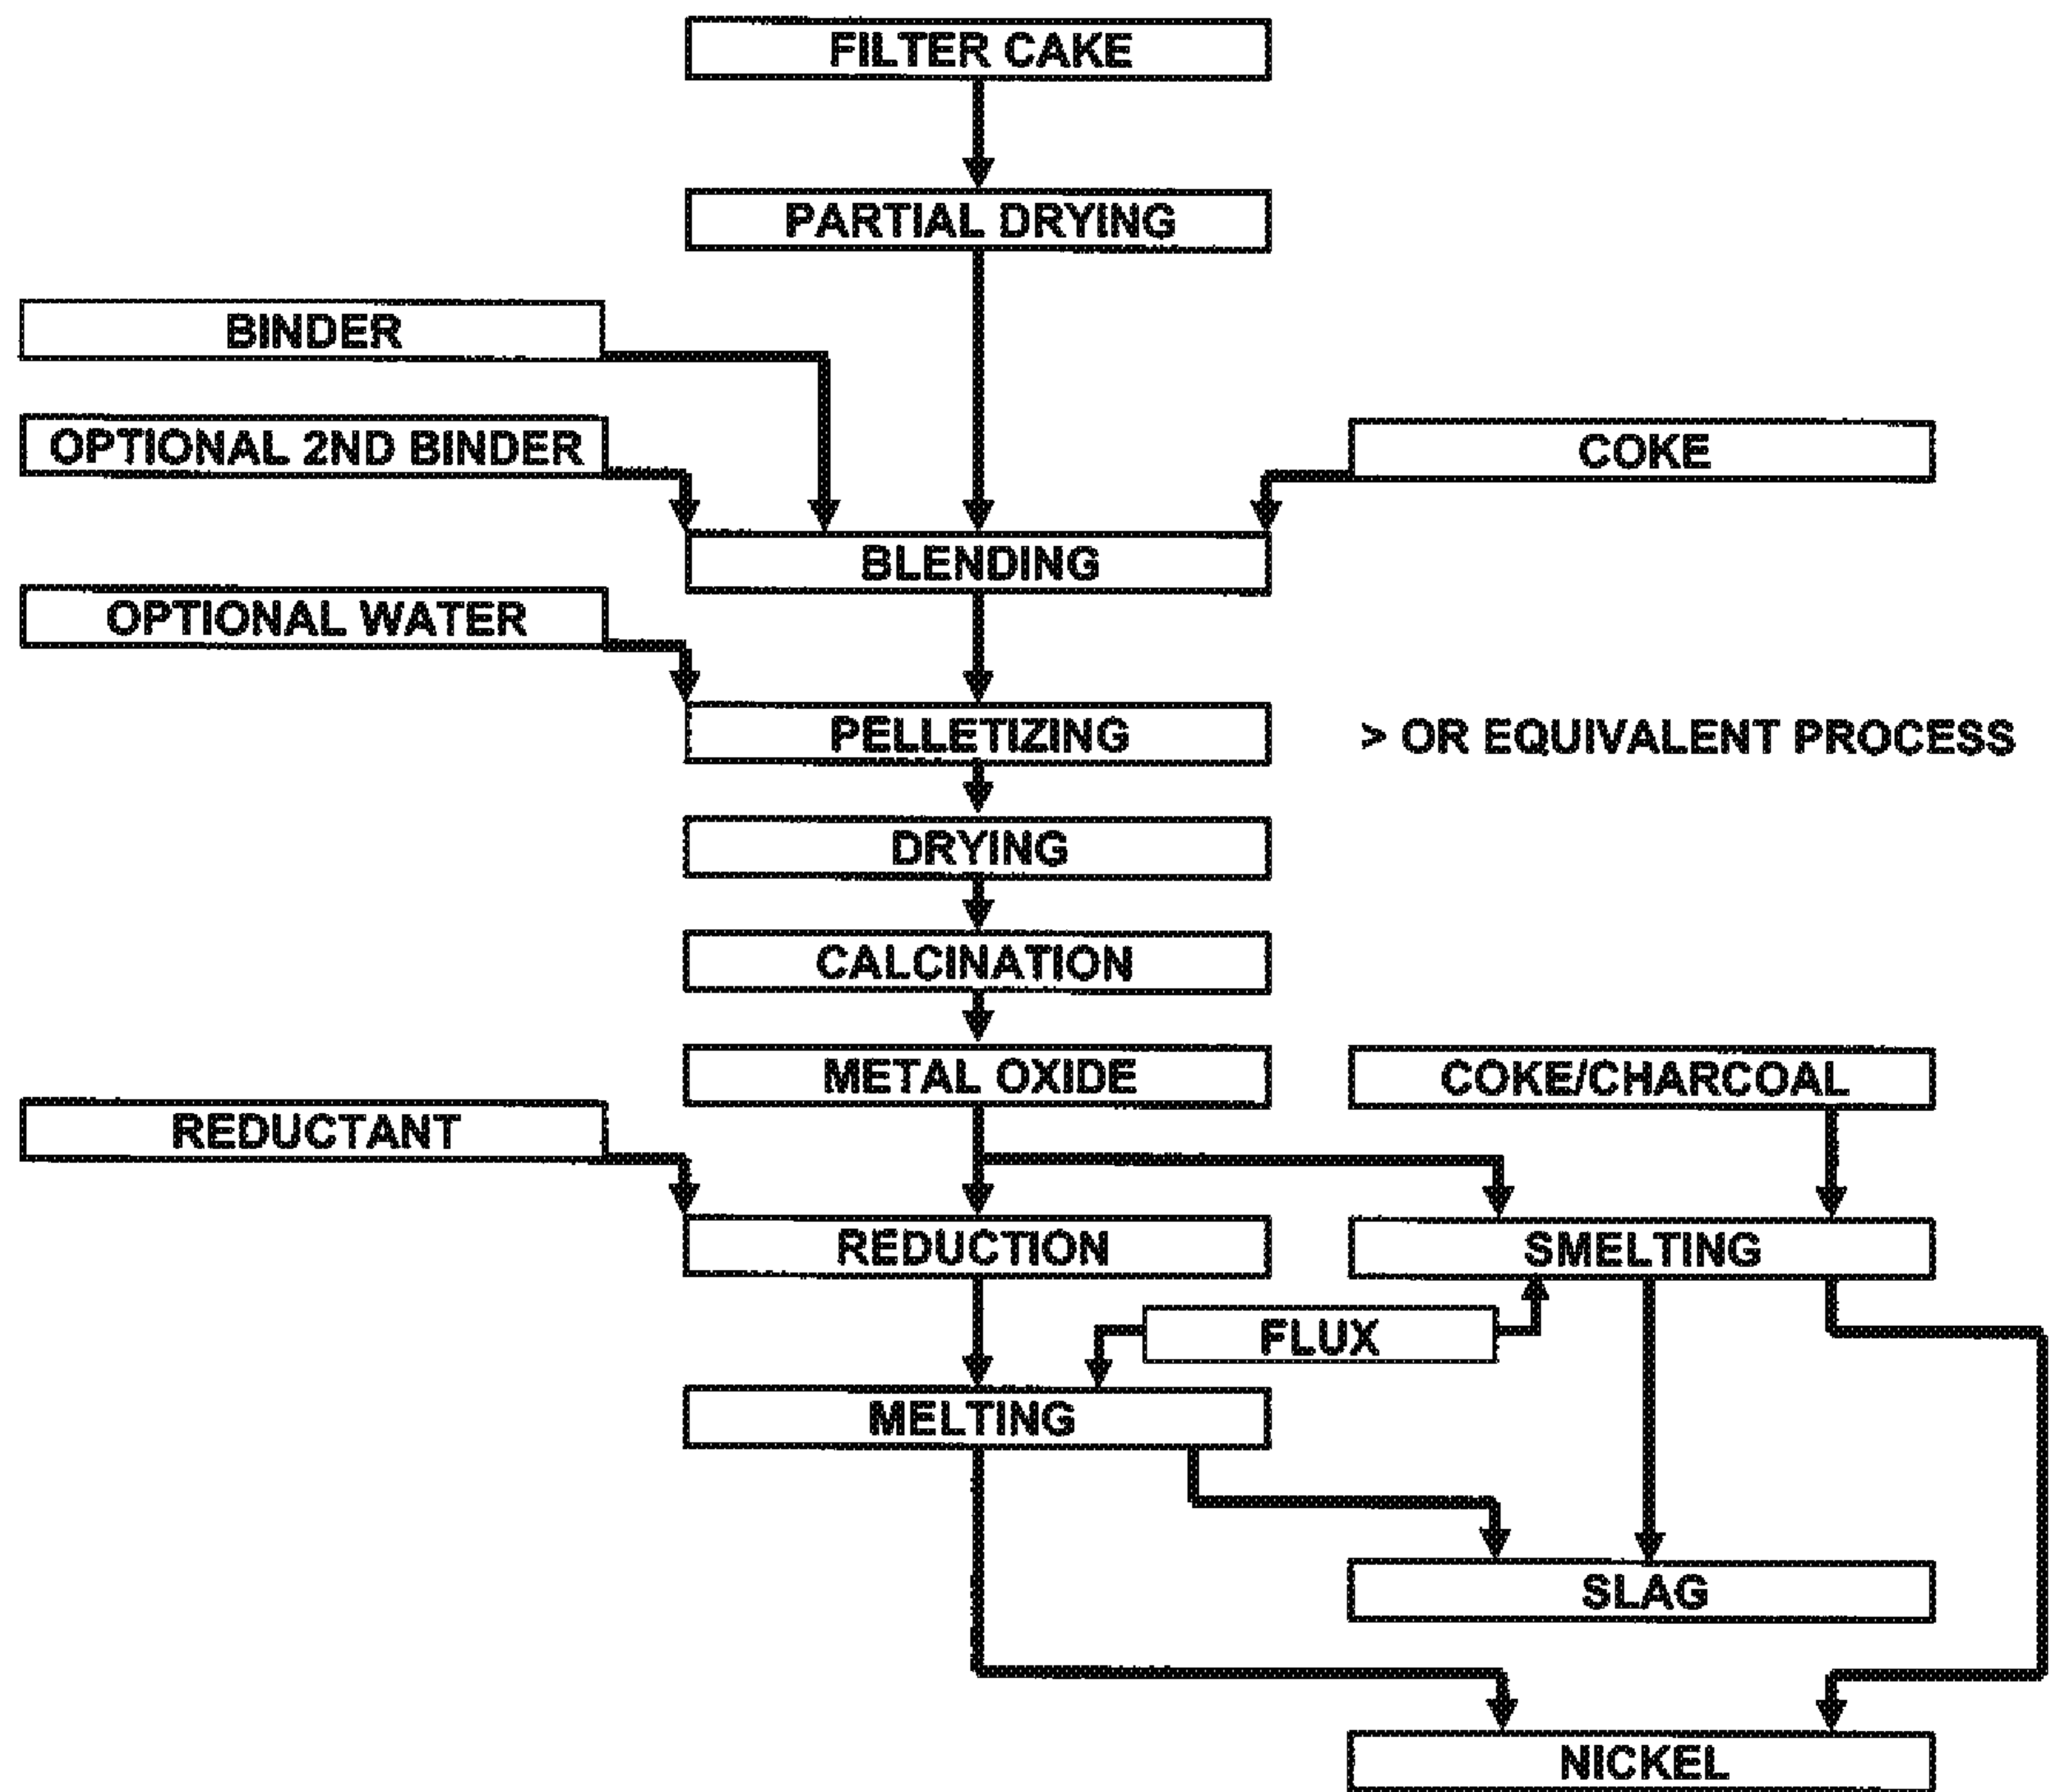 FILTER CAKE
PARTIAL DRYING
BINDER
OPTIONAL 2ND BINDER
COKE
BLENDING
OPTIONAL WATER
PELLETIZING
> OR EQUIVALENT PROCESS
DRYING
CALCINATION
METAL OXIDE
COKE/CHARCOAL
REDUCTANT
REDUCTION
SMELTING
FLUX
MELTING
SLAG
NICKEL